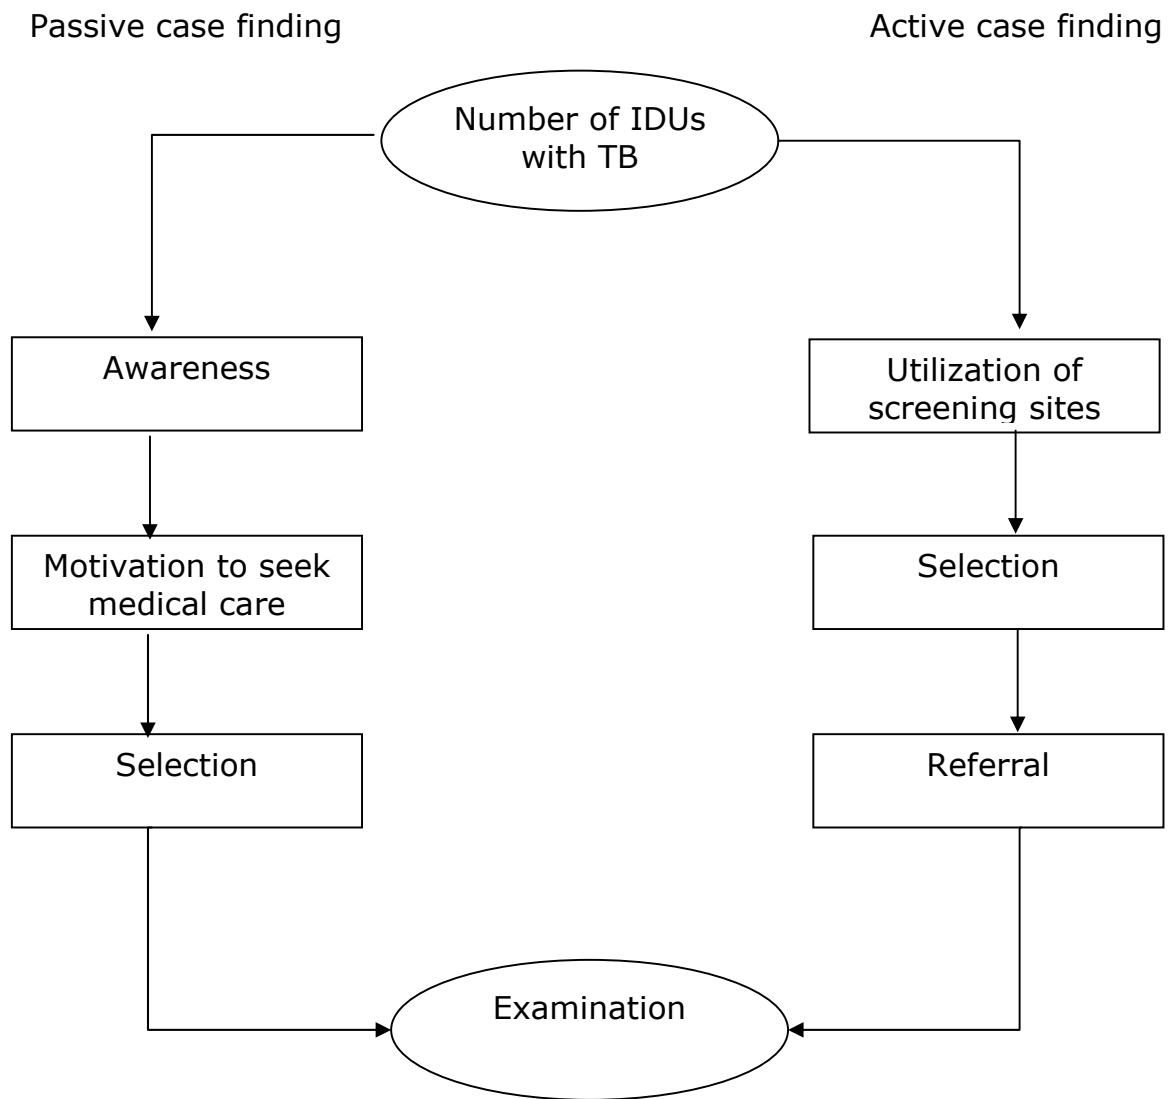 Passive case finding
Active case finding
Number of IDUs
with TB
Awareness
Utilization of
screening sites
Motivation to seek
medical care
Selection
Selection
Referral
Examination